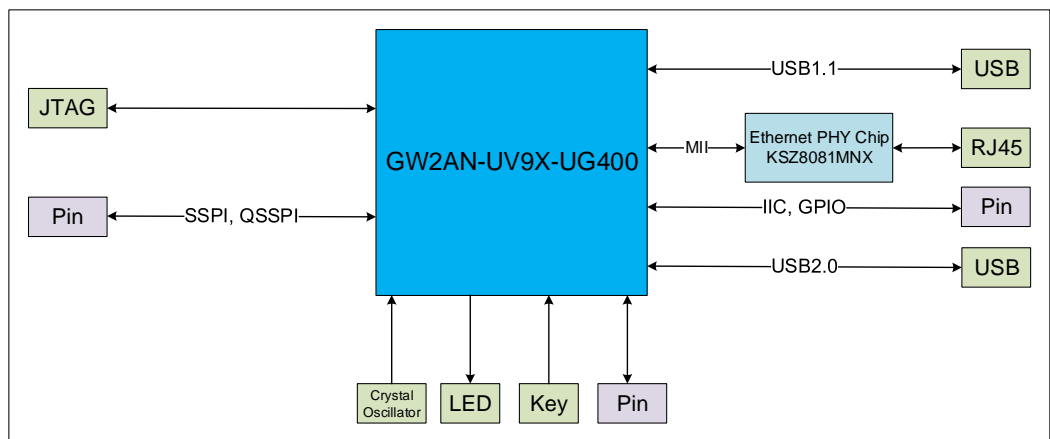 USB1.1
USB
JTAG
Ethernet PHY Chip
KSZ8081MNX
MII
RJ45
GW2AN-UV9X-UG400
Pin
SSPI, QSSPI
IIC, GPIO
Pin
USB2.0
USB
Crystal
Oscillator
LED
Key
Pin